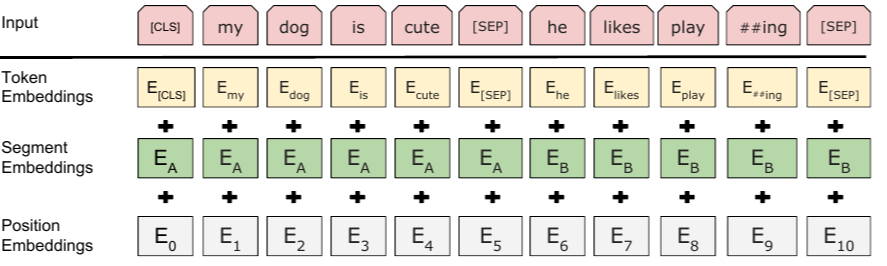 Input [CLS] my dog is cute [SEP] he likes play ##ing [SEP]
Token
Embeddings E[CLS] Emy Edog Eis Ecute E[SEP] Ehe Elikes Eplay E##ing E[SEP]
+ + + + + + + + + + +
Segment
Embeddings EA EA EA EA EA EA EB EB EB EB EB
+ + + + + + + + + + +
Position
Embeddings E0 E1 E2 E3 E4 E5 E6 E7 E8 E9 E10